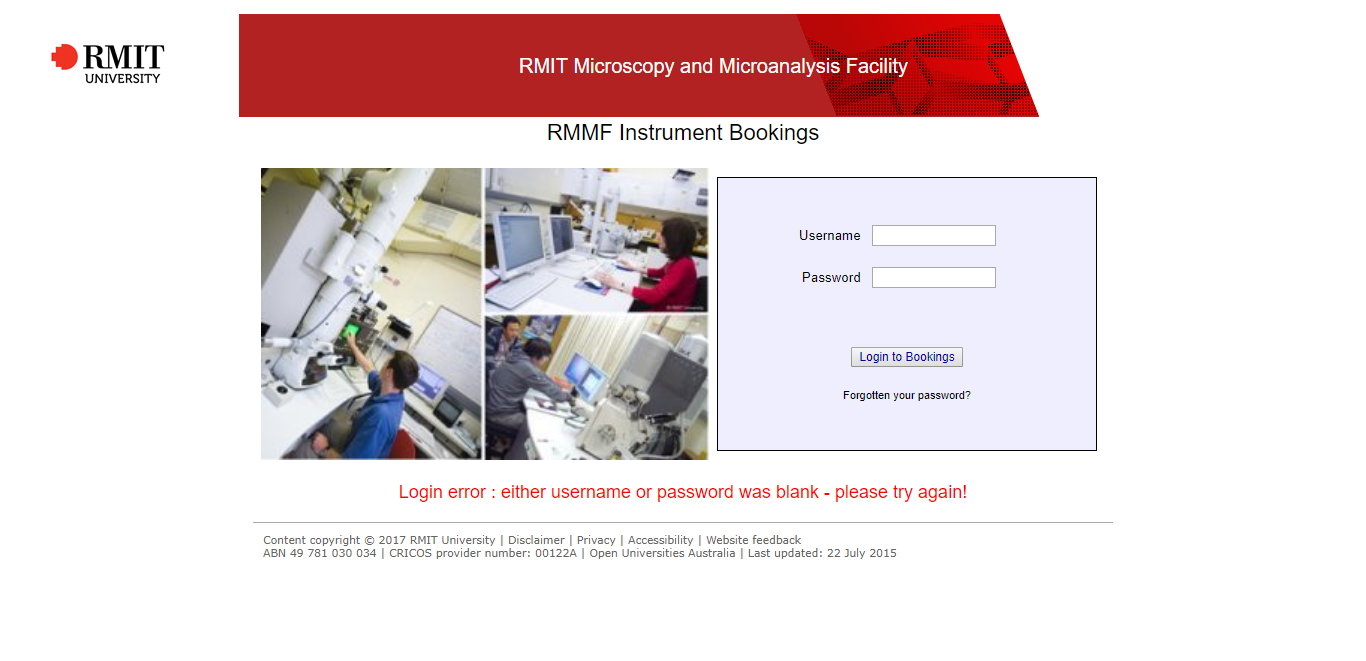 RMIT
UNIVERSITY
RMIT Microscopy and Microanalysis Facility
RMMF Instrument Bookings
Username
Password
Login to Bookings
Forgotten your password?
Login error : either username or password was blank - please try again!
Content copyright © 2017 RMIT University | Disclaimer | Privacy | Accessibility | Website feedback
ABN 49 781 030 034 | CRICOS provider number: 00122A | Open Universities Australia | Last updated: 22 July 2015